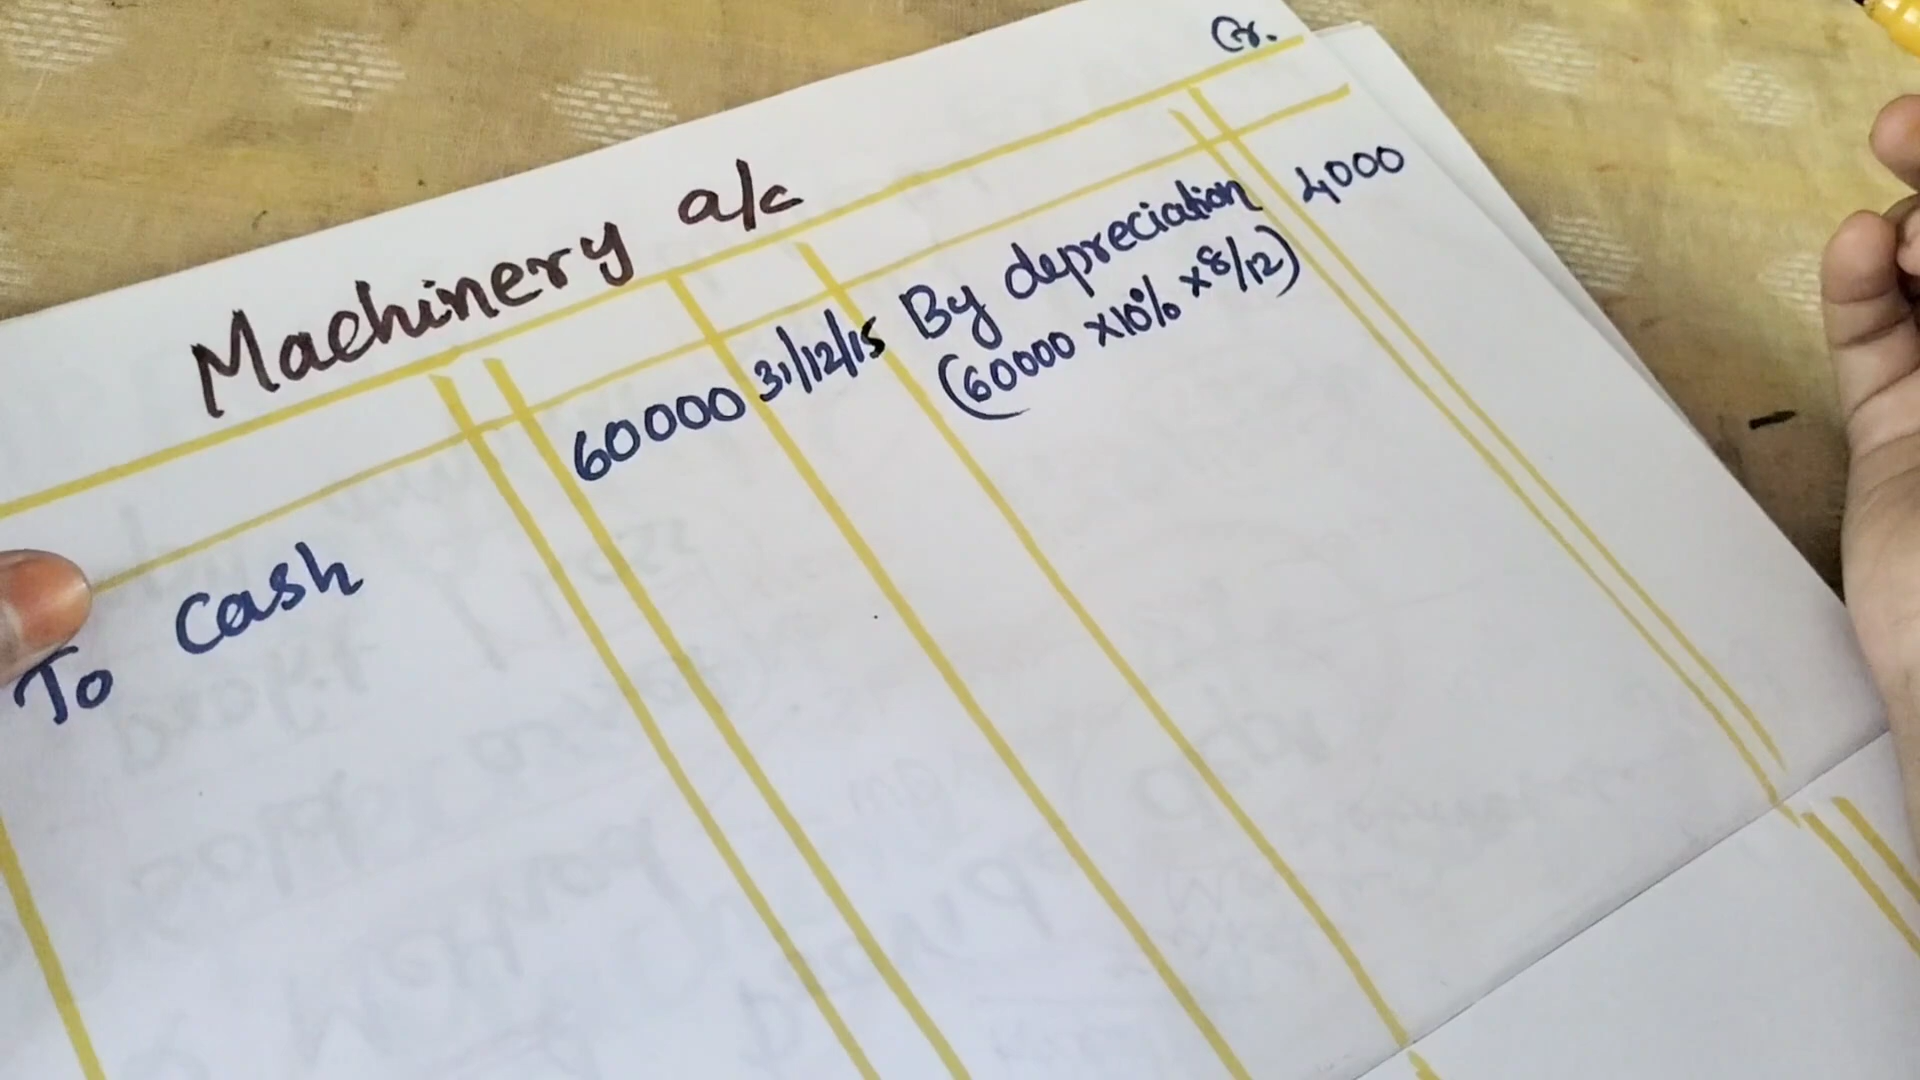 Cr.
Machinery a/c
To cash 60000 31/12/15 By depreciation 4000
(60000 x10% x8/12)